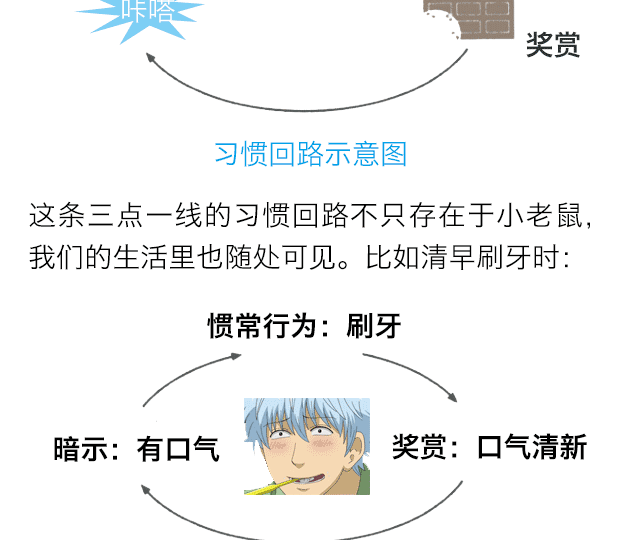 咔嗒
奖赏
习惯回路示意图
这条三点一线的习惯回路不只存在于小老鼠,
我们的生活里也随处可见。比如清早刷牙时:
惯常行为:刷牙
暗示:有口气
奖赏:口气清新